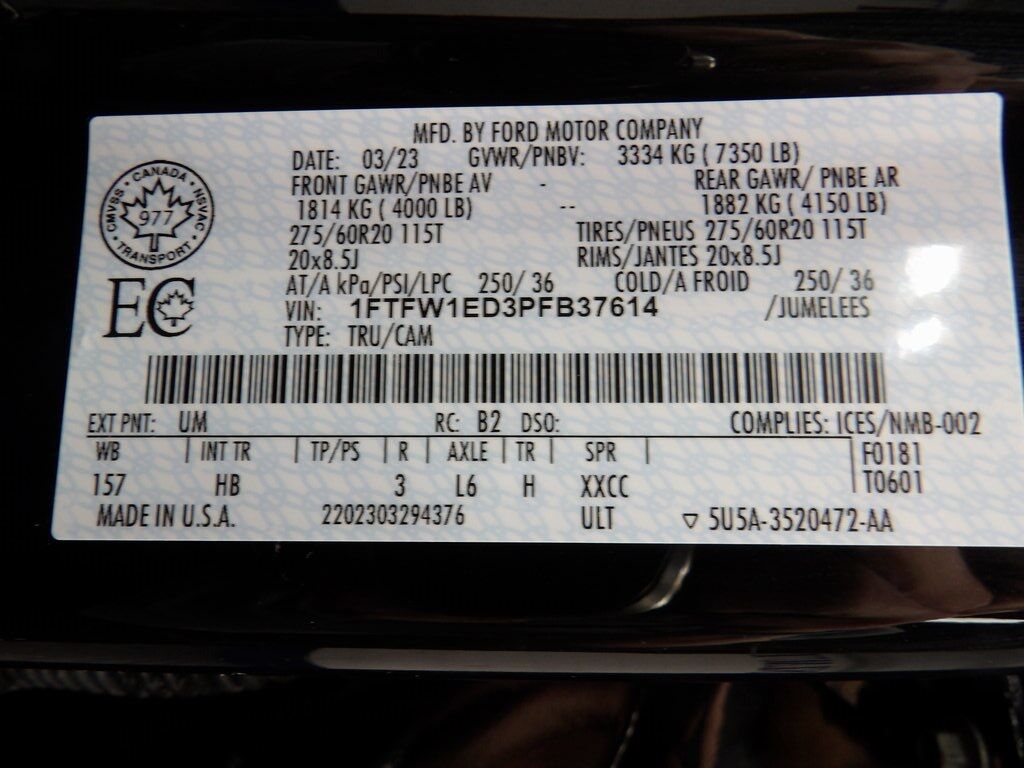 MFD. BY FORD MOTOR COMPANY
DATE: 03/23 GVWR/PNBV: 3334 KG ( 7350 LB)
FRONT GAWR/PNBE AV - REAR GAWR/ PNBE AR
1814 KG ( 4000 LB) -- 1882 KG ( 4150 LB)
275/60R20 115T TIRES/PNEUS 275/60R20 115T
20x8.5J RIMS/JANTES 20x8.5J
AT/A kPa/PSI/LPC 250/ 36 COLD/A FROID 250/ 36
VIN: 1FTFW1ED3PFB37614 /JUMELEES
TYPE: TRU/CAM
CMVSS · CANADA · NSVAC · TRANSPORT ·
977
EC
EXT PNT: UM RC: B2 DSO: COMPLIES: ICES/NMB-002
WB | INT TR | TP/PS | R | AXLE | TR | SPR | F0181
157 HB 3 L6 H XXCC T0601
MADE IN U.S.A. 2202303294376 ULT ▽ 5U5A-3520472-AA